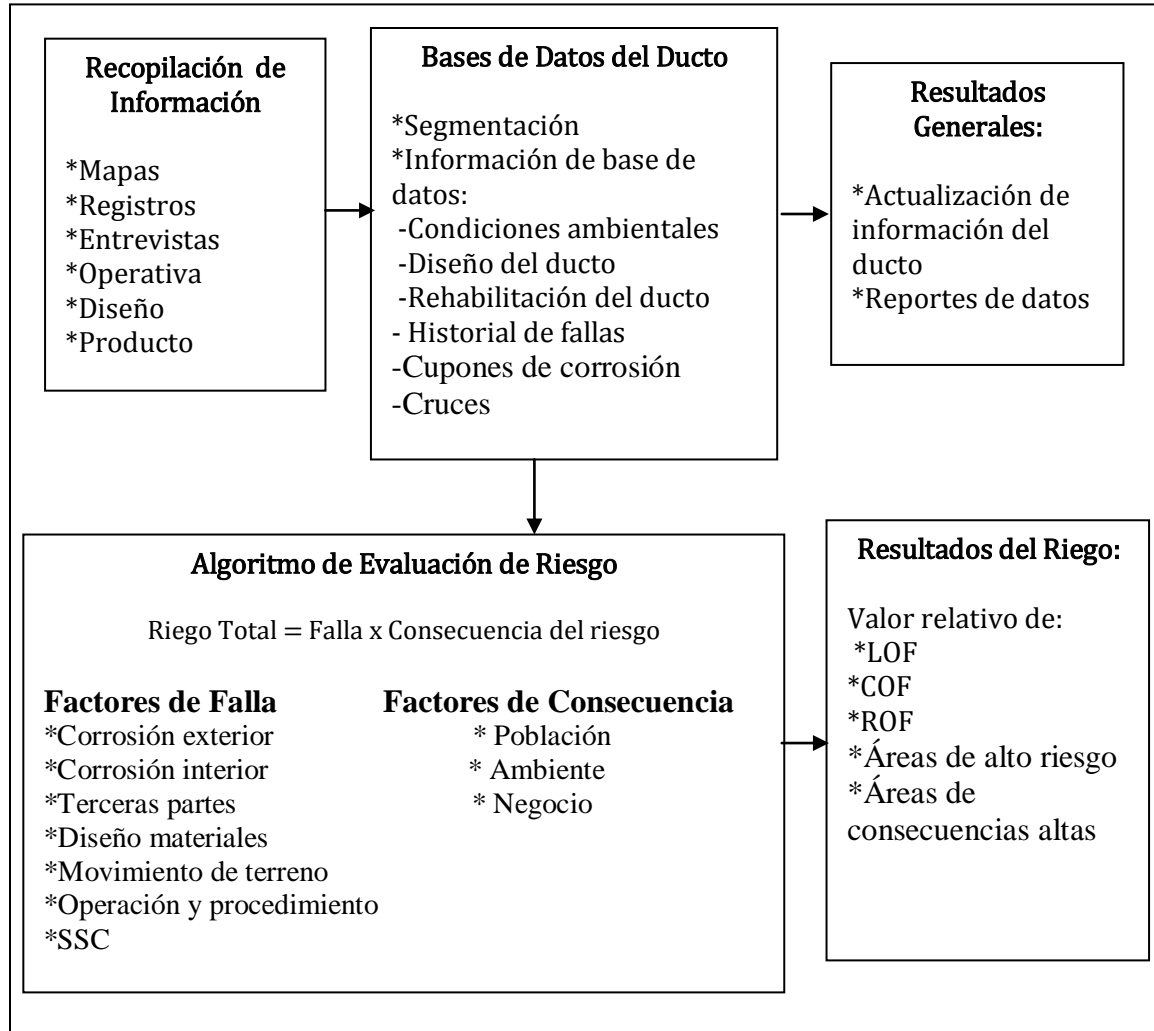 Recopilación de
Información
*Mapas
*Registros
*Entrevistas
*Operativa
*Diseño
*Producto
Bases de Datos del Ducto
*Segmentación
*Información de base de
datos:
-Condiciones ambientales
-Diseño del ducto
-Rehabilitación del ducto
- Historial de fallas
-Cupones de corrosión
-Cruces
Resultados
Generales:
*Actualización de
información del
ducto
*Reportes de datos
Algoritmo de Evaluación de Riesgo
Riego Total = Falla x Consecuencia del riesgo
Factores de Falla
*Corrosión exterior
*Corrosión interior
*Terceras partes
*Diseño materiales
*Movimiento de terreno
*Operación y procedimiento
*SSC
Factores de Consecuencia
* Población
* Ambiente
* Negocio
Resultados del Riego:
Valor relativo de:
*LOF
*COF
*ROF
*Áreas de alto riesgo
*Áreas de
consecuencias altas